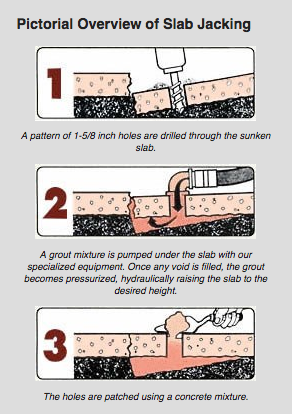 Pictorial Overview of Slab Jacking
1
A pattern of 1-5/8 inch holes are drilled through the sunken
slab.
2
A grout mixture is pumped under the slab with our
specialized equipment. Once any void is filled, the grout
becomes pressurized, hydraulically raising the slab to the
desired height.
3
The holes are patched using a concrete mixture.